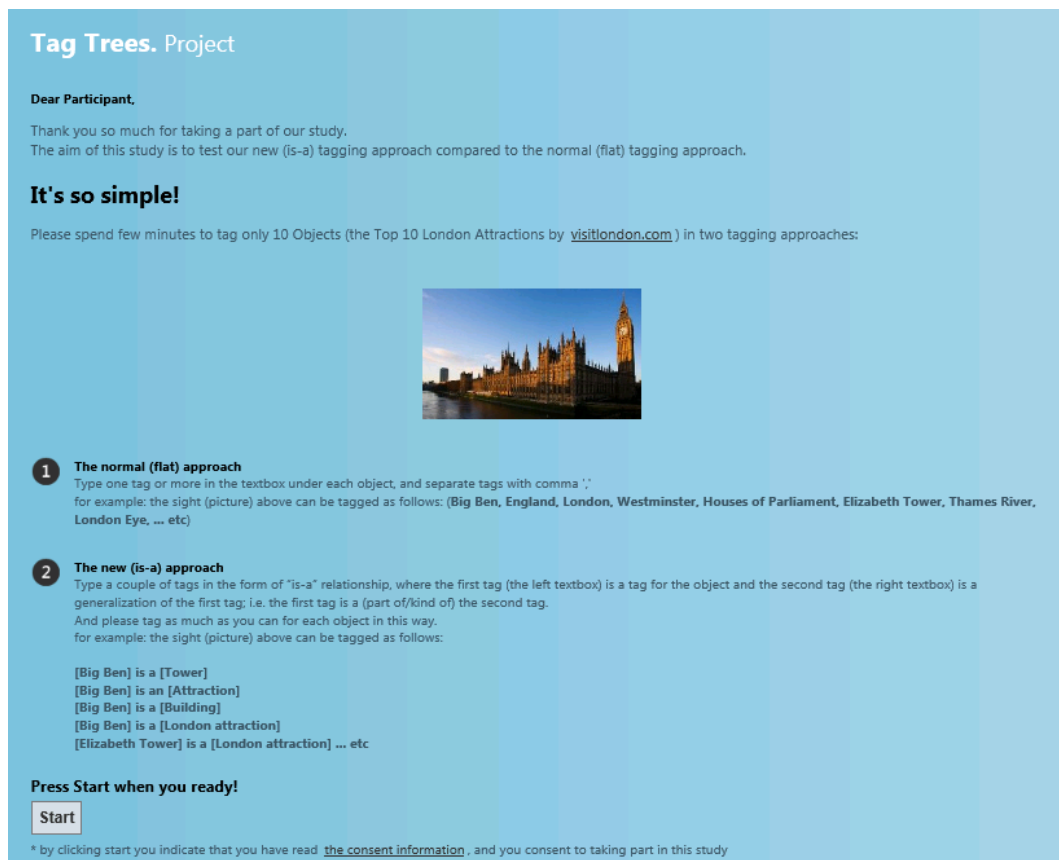 Tag Trees. Project
Dear Participant,
Thank you so much for taking a part of our study.
The aim of this study is to test our new (is-a) tagging approach compared to the normal (flat) tagging approach.
It's so simple!
Please spend few minutes to tag only 10 Objects (the Top 10 London Attractions by visitlondon.com ) in two tagging approaches:
1 The normal (flat) approach
Type one tag or more in the textbox under each object, and separate tags with comma ','
for example: the sight (picture) above can be tagged as follows: (Big Ben, England, London, Westminster, Houses of Parliament, Elizabeth Tower, Thames River,
London Eye, ... etc)
2 The new (is-a) approach
Type a couple of tags in the form of "is-a" relationship, where the first tag (the left textbox) is a tag for the object and the second tag (the right textbox) is a
generalization of the first tag; i.e. the first tag is a (part of/kind of) the second tag.
And please tag as much as you can for each object in this way.
for example: the sight (picture) above can be tagged as follows:
[Big Ben] is a [Tower]
[Big Ben] is an [Attraction]
[Big Ben] is a [Building]
[Big Ben] is a [London attraction]
[Elizabeth Tower] is a [London attraction] ... etc
Press Start when you ready!
Start
* by clicking start you indicate that you have read the consent information , and you consent to taking part in this study